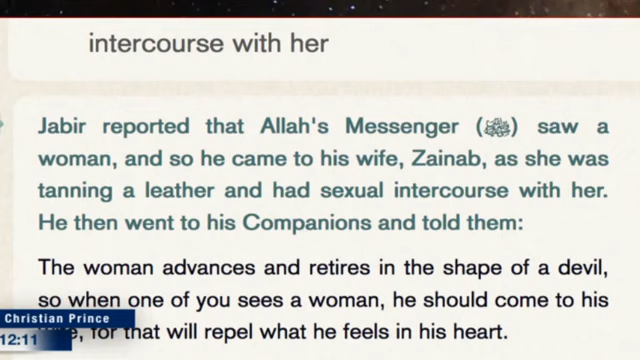 intercourse with her
Jabir reported that Allah's Messenger (ﷺ) saw a
woman, and so he came to his wife, Zainab, as she was
tanning a leather and had sexual intercourse with her.
He then went to his Companions and told them:
The woman advances and retires in the shape of a devil,
so when one of you sees a woman, he should come to his
for that will repel what he feels in his heart.
Christian Prince
12:11